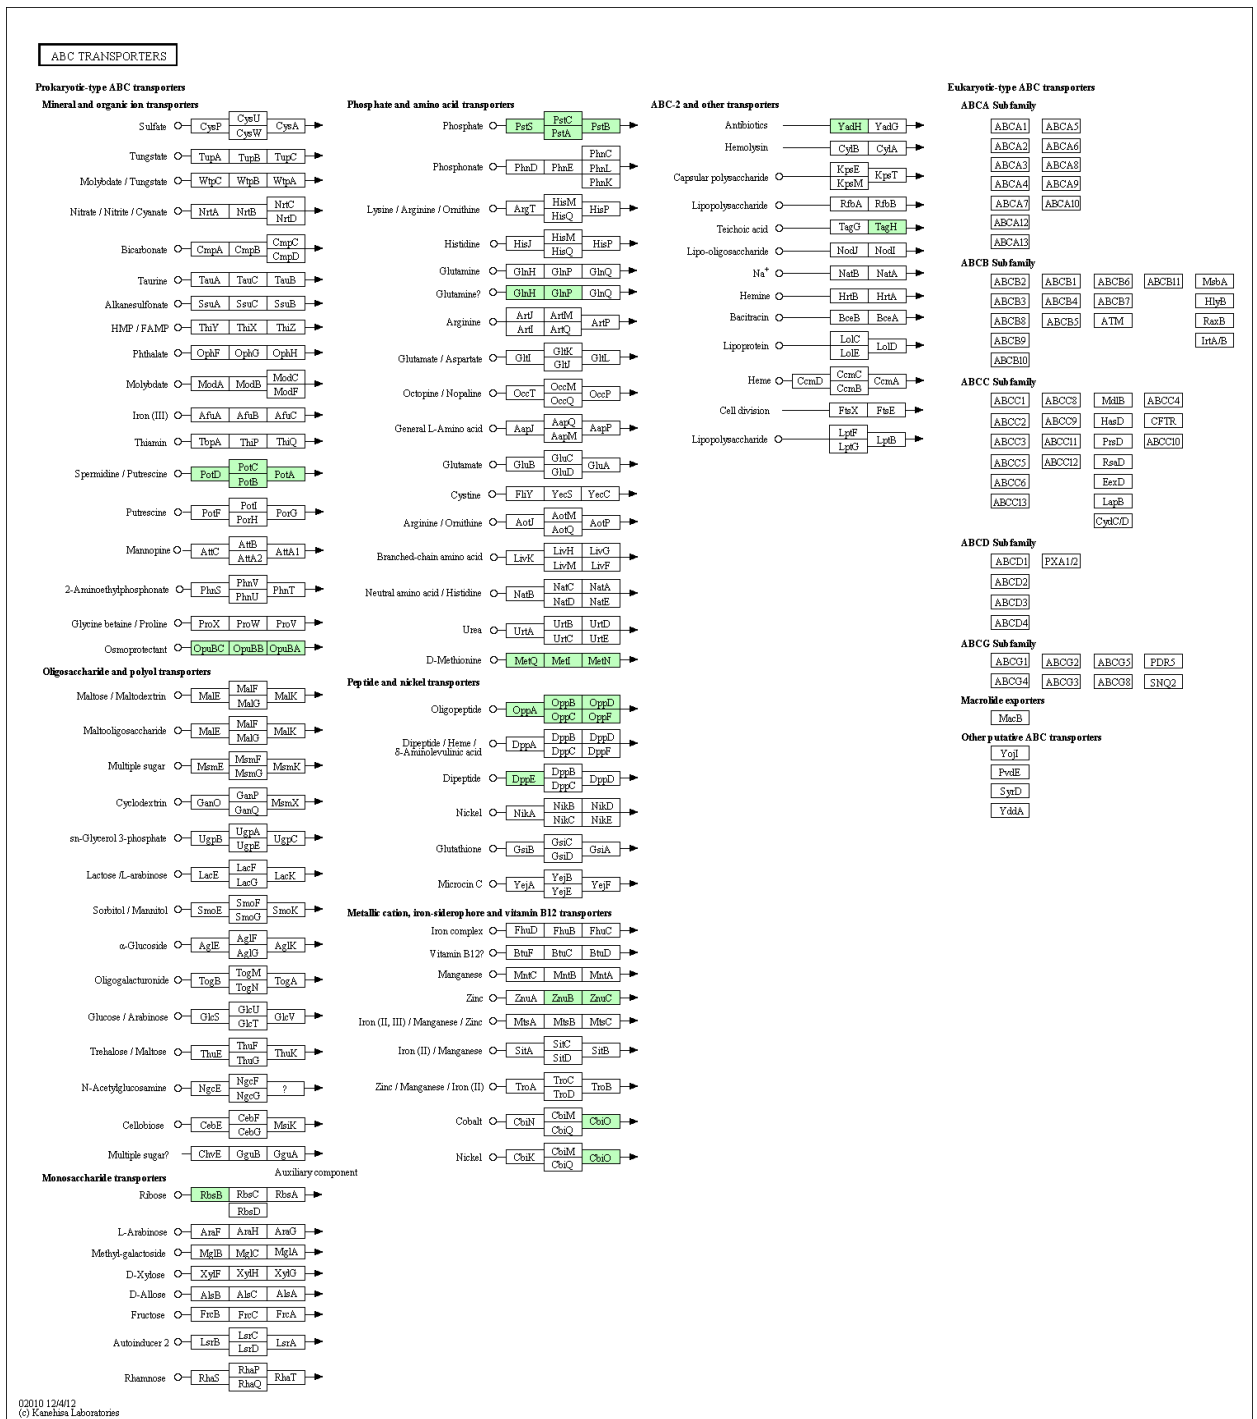 ABC TRANSPORTERS
Prokaryotic-type ABC transporters
Mineral and organic ion transporters
Sulfate CysP CysU CysW CysA
Tungstate TupA TupB TupC
Molybdate / Tungstate WtpC WtpB WtpA
Nitrate / Nitrite / Cyanate NrtA NrtB NrtC NrtD
Bicarbonate CmpA CmpB CmpC CmpD
Taurine TauA TauC TauB
Alkanesulfonate SsuA SsuC SsuB
HMP / FAMP ThiY ThiX ThiZ
Phthalate OphF OphG OphH
Molybdate ModA ModB ModC ModF
Iron (III) AfuA AfuB AfuC
Thiamin TbpA ThiP ThiQ
Spermidine / Putrescine PotD PotC PotB PotA
Putrescine PotF PotI PorH PorG
Mannopine AttC AttB AttA2 AttA1
2-Aminoethylphosphonate PhnS PhnV PhnU PhnT
Glycine betaine / Proline ProX ProW ProV
Osmoprotectant OpuBC OpuBB OpuBA
Oligosaccharide and polyol transporters
Maltose / Maltodextrin MalE MalF MalG MalK
Maltooligosaccharide MalE MalF MalG MalK
Multiple sugar MsmE MsmF MsmG MsmK
Cyclodextrin GanO GanP GanQ MsmX
sn-Glycerol 3-phosphate UgpB UgpA UgpE UgpC
Lactose /L-arabinose LacE LacF LacG LacK
Sorbitol / Mannitol SmoE SmoF SmoG SmoK
α-Glucoside AglE AglF AglG AglK
Oligogalacturonide TogB TogM TogN TogA
Glucose / Arabinose GlcS GlcU GlcT GlcV
Trehalose / Maltose ThuE ThuF ThuG ThuK
N-Acetylglucosamine NgcE NgcF NgcG ?
Cellobiose CebE CebF CebG MsiK
Multiple sugar? ChvE GguB GguA
Auxiliary component
Monosaccharide transporters
Ribose RbsB RbsC RbsA
RbsD
L-Arabinose AraF AraH AraG
Methyl-galactoside MglB MglC MglA
D-Xylose XylF XylH XylG
D-Allose AlsB AlsC AlsA
Fructose FrcB FrcC FrcA
Autoinducer 2 LsrB LsrC LsrD LsrA
Rhamnose RhaS RhaP RhaQ RhaT
Phosphate and amino acid transporters
Phosphate PstS PstC PstA PstB
Phosphonate PhnD PhnE PhnC PhnL PhnK
Lysine / Arginine / Ornithine ArgT HisM HisQ HisP
Histidine HisJ HisM HisQ HisP
Glutamine GlnH GlnP GlnQ
Glutamine? GlnH GlnP GlnQ
Arginine ArtJ ArtI ArtM ArtQ ArtP
Glutamate / Aspartate GltI GltK GltJ GltL
Octopine / Nopaline OccT OccM OccQ OccP
General L-Amino acid AapJ AapQ AapM AapP
Glutamate GluB GluC GluD GluA
Cystine FliY YecS YecC
Arginine / Ornithine AotJ AotM AotQ AotP
Branched-chain amino acid LivK LivH LivG LivM LivF
Neutral amino acid / Histidine NatB NatC NatA NatD NatE
Urea UrtA UrtB UrtD UrtC UrtE
D-Methionine MetQ MetI MetN
Peptide and nickel transporters
Oligopeptide OppA OppB OppD OppC OppF
Dipeptide / Heme /
δ-Aminolevulinic acid DppA DppB DppD DppC DppF
Dipeptide DppE DppB DppC DppD
Nickel NikA NikB NikD NikC NikE
Glutathione GsiB GsiC GsiD GsiA
Microcin C YejA YejB YejE YejF
Metallic cation, iron-siderophore and vitamin B12 transporters
Iron complex FhuD FhuB FhuC
Vitamin B12? BtuF BtuC BtuD
Manganese MntC MntB MntA
Zinc ZnuA ZnuB ZnuC
Iron (II, III) / Manganese / Zinc MtsA MtsB MtsC
Iron (II) / Manganese SitA SitC SitD SitB
Zinc / Manganese / Iron (II) TroA TroC TroD TroB
Cobalt CbiN CbiM CbiQ CbiO
Nickel CbiK CbiM CbiQ CbiO
ABC-2 and other transporters
Antibiotics YadH YadG
Hemolysin CylB CylA
Capsular polysaccharide KpsE KpsM KpsT
Lipopolysaccharide RfbA RfbB
Teichoic acid TagG TagH
Lipo-oligosaccharide NodJ NodI
Na+ NatB NatA
Hemine HrtB HrtA
Bacitracin BceB BceA
Lipoprotein LolC LolE LolD
Heme CcmD CcmC CcmB CcmA
Cell division FtsX FtsE
Lipopolysaccharide LptF LptG LptB
Eukaryotic-type ABC transporters
ABCA Subfamily
ABCA1 ABCA5
ABCA2 ABCA6
ABCA3 ABCA8
ABCA4 ABCA9
ABCA7 ABCA10
ABCA12
ABCA13
ABCB Subfamily
ABCB2 ABCB1 ABCB6 ABCB11 MsbA
ABCB3 ABCB4 ABCB7 HlyB
ABCB8 ABCB5 ATM RaxB
ABCB9 IrtA/B
ABCB10
ABCC Subfamily
ABCC1 ABCC8 MdlB ABCC4
ABCC2 ABCC9 HasD CFTR
ABCC3 ABCC11 PrsD ABCC10
ABCC5 ABCC12 RsaD
ABCC6 EexD
ABCC13 LapB
CydC/D
ABCD Subfamily
ABCD1 PXA1/2
ABCD2
ABCD3
ABCD4
ABCG Subfamily
ABCG1 ABCG2 ABCG5 PDR5
ABCG4 ABCG3 ABCG8 SNQ2
Macrolide exporters
MacB
Other putative ABC transporters
YojI
PvdE
SyrD
YddA
02010 12/4/12
(c) Kanehisa Laboratories